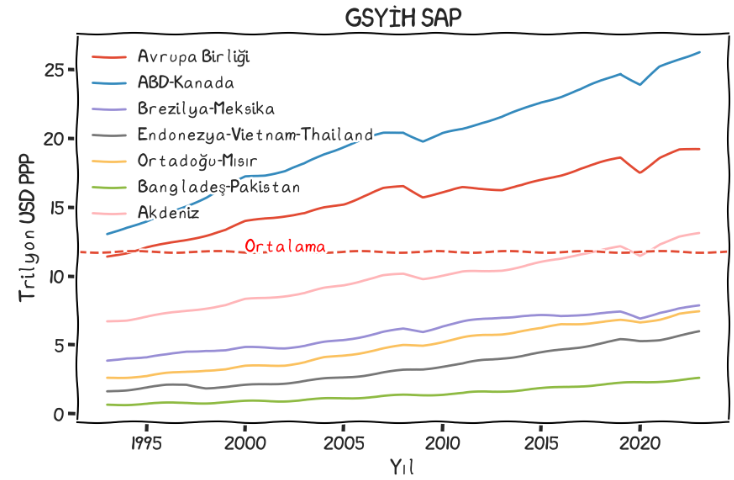 GSYİH SAP
Trilyon USD PPP
25
20
15
10
5
0
Avrupa Birliği
ABD-Kanada
Brezilya-Meksika
Endonezya-Vietnam-Thailand
Ortadoğu-Mısır
Bangladeş-Pakistan
Akdeniz
Ortalama
1995
2000
2005
2010
2015
2020
Yıl